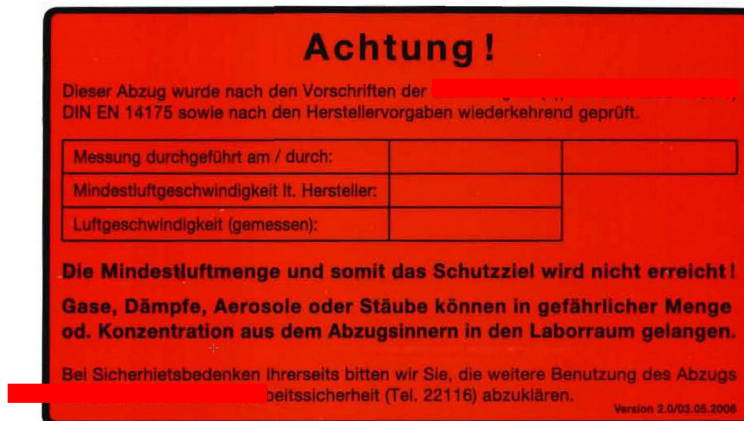 Achtung !
Dieser Abzug wurde nach den Vorschriften der
DIN EN 14175 sowie nach den Herstellervorgaben wiederkehrend geprüft.
Messung durchgeführt am / durch:
Mindestluftgeschwindigkeit lt. Hersteller:
Luftgeschwindigkeit (gemessen):
Die Mindestluftmenge und somit das Schutzziel wird nicht erreicht !
Gase, Dämpfe, Aerosole oder Stäube können in gefährlicher Menge
od. Konzentration aus dem Abzugsinnern in den Laborraum gelangen.
Bei Sicherhietsbedenken Ihrerseits bitten wir Sie, die weitere Benutzung des Abzugs
beitssicherheit (Tel. 22116) abzuklären.
Version 2.0/03.05.2006